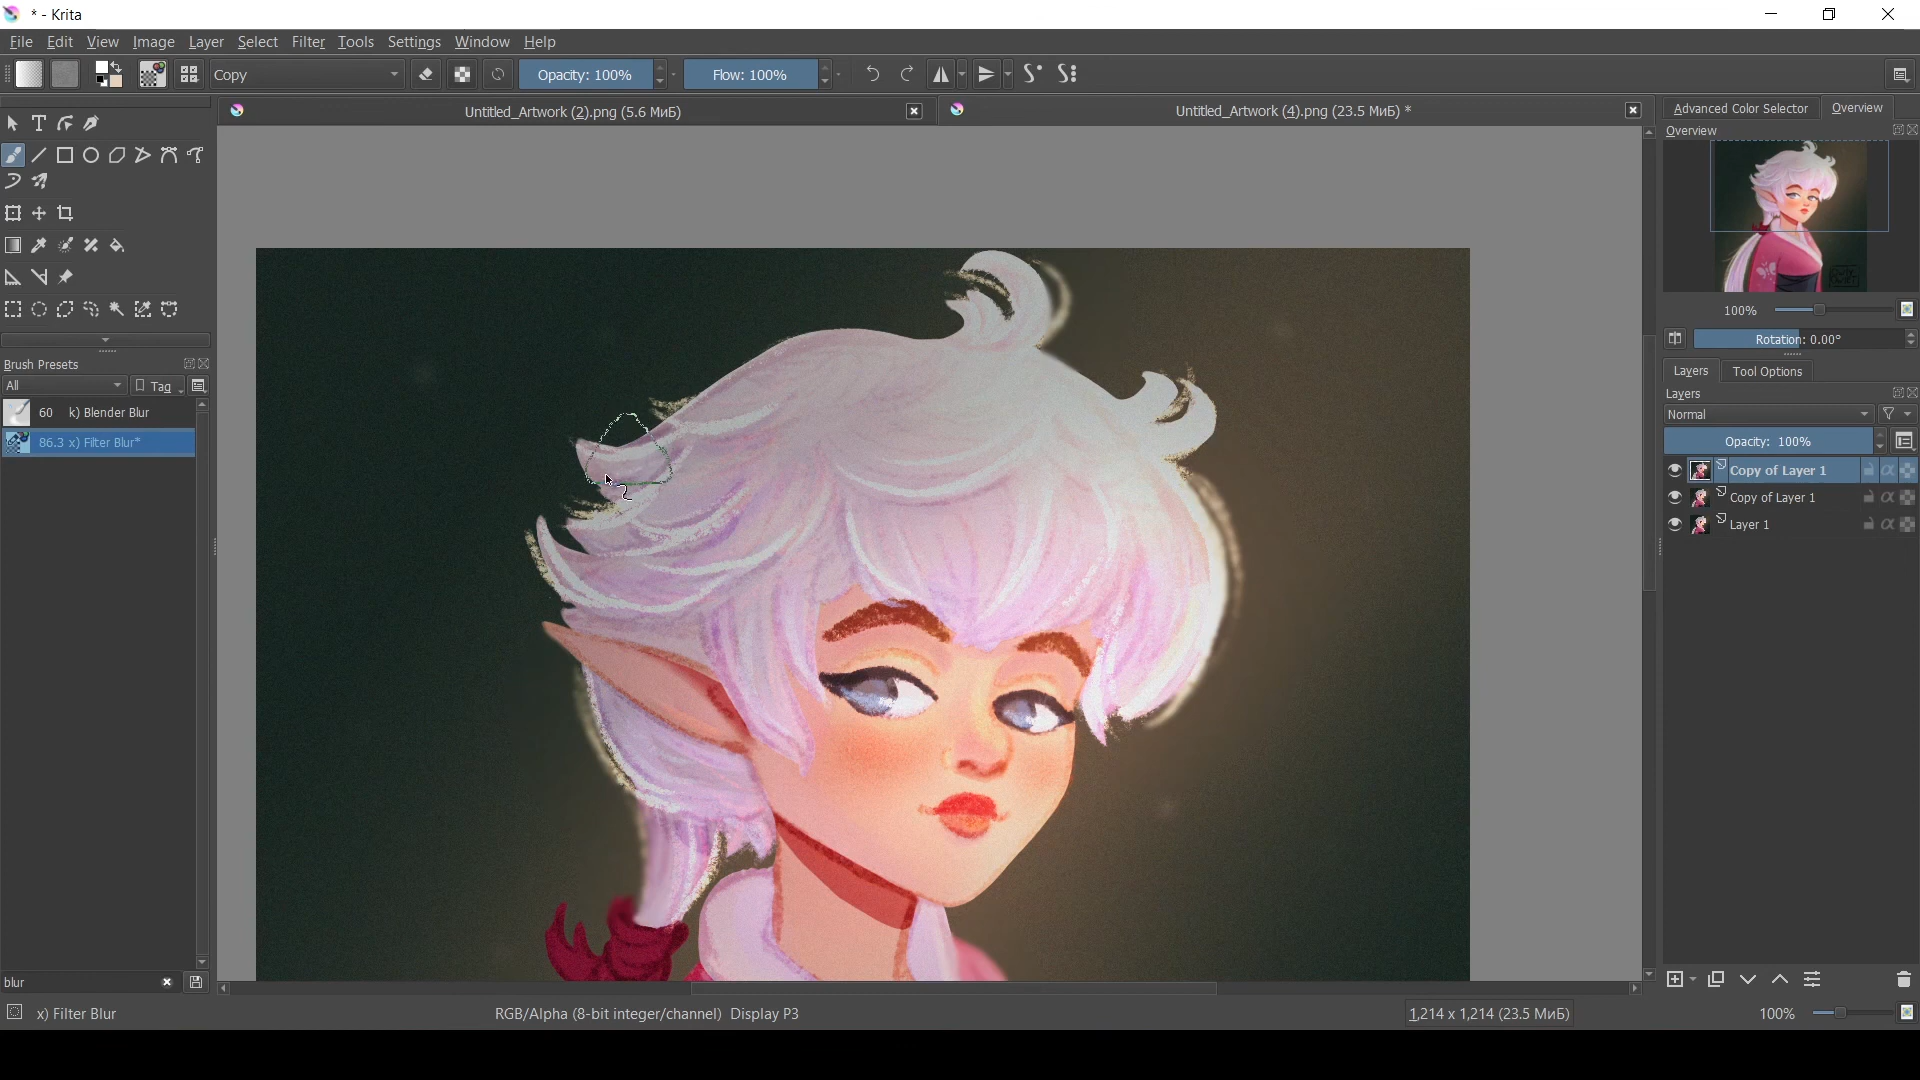 * - Krita
File Edit View Image Layer Select Filter Tools Settings Window Help
Copy
Opacity: 100%
Flow: 100%
Untitled_Artwork (2).png (5.6 МиБ)
Untitled_Artwork (4).png (23.5 МиБ) *
Advanced Color Selector
Overview
Overview
100%
Rotation: 0.00°
Layers
Tool Options
Layers
Normal
Opacity: 100%
Copy of Layer 1
Copy of Layer 1
Layer 1
Brush Presets
All
Tag
60 k) Blender Blur
86.3 x) Filter Blur*
blur
x) Filter Blur
RGB/Alpha (8-bit integer/channel) Display P3
1,214 x 1,214 (23.5 МиБ)
100%